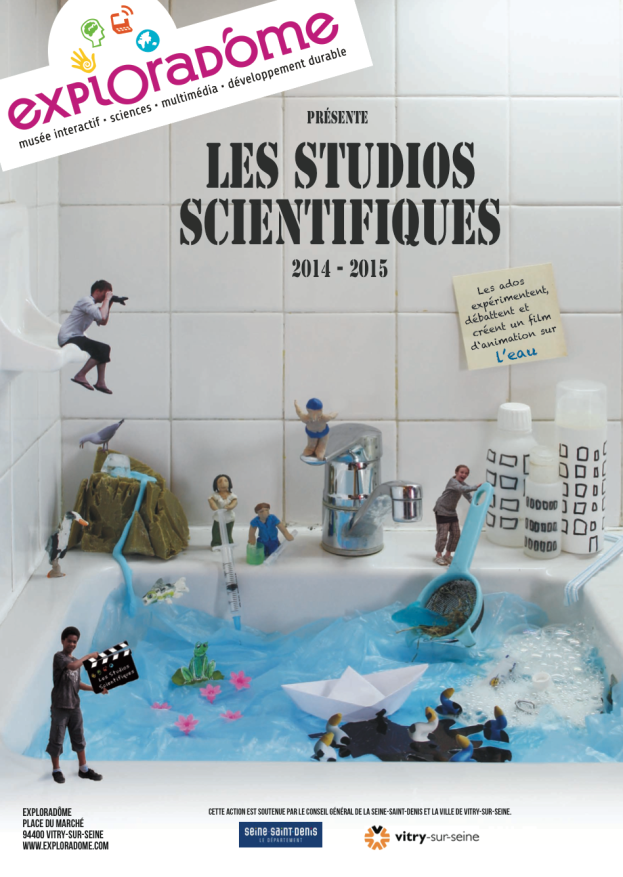 exploradôme
musée interactif • sciences • multimédia • développement durable
PRÉSENTE
LES STUDIOS
SCIENTIFIQUES
2014 - 2015
Les ados
expérimentent,
débattent et
créent un film
d'animation sur
l'eau
Les Studios
Scientifiques
EXPLORADÔME
PLACE DU MARCHÉ
94400 VITRY-SUR-SEINE
WWW.EXPLORADOME.COM
CETTE ACTION EST SOUTENUE PAR LE CONSEIL GÉNÉRAL DE LA SEINE-SAINT-DENIS ET LA VILLE DE VITRY-SUR-SEINE.
seine saint-denis
LE DÉPARTEMENT
vitry-sur-seine